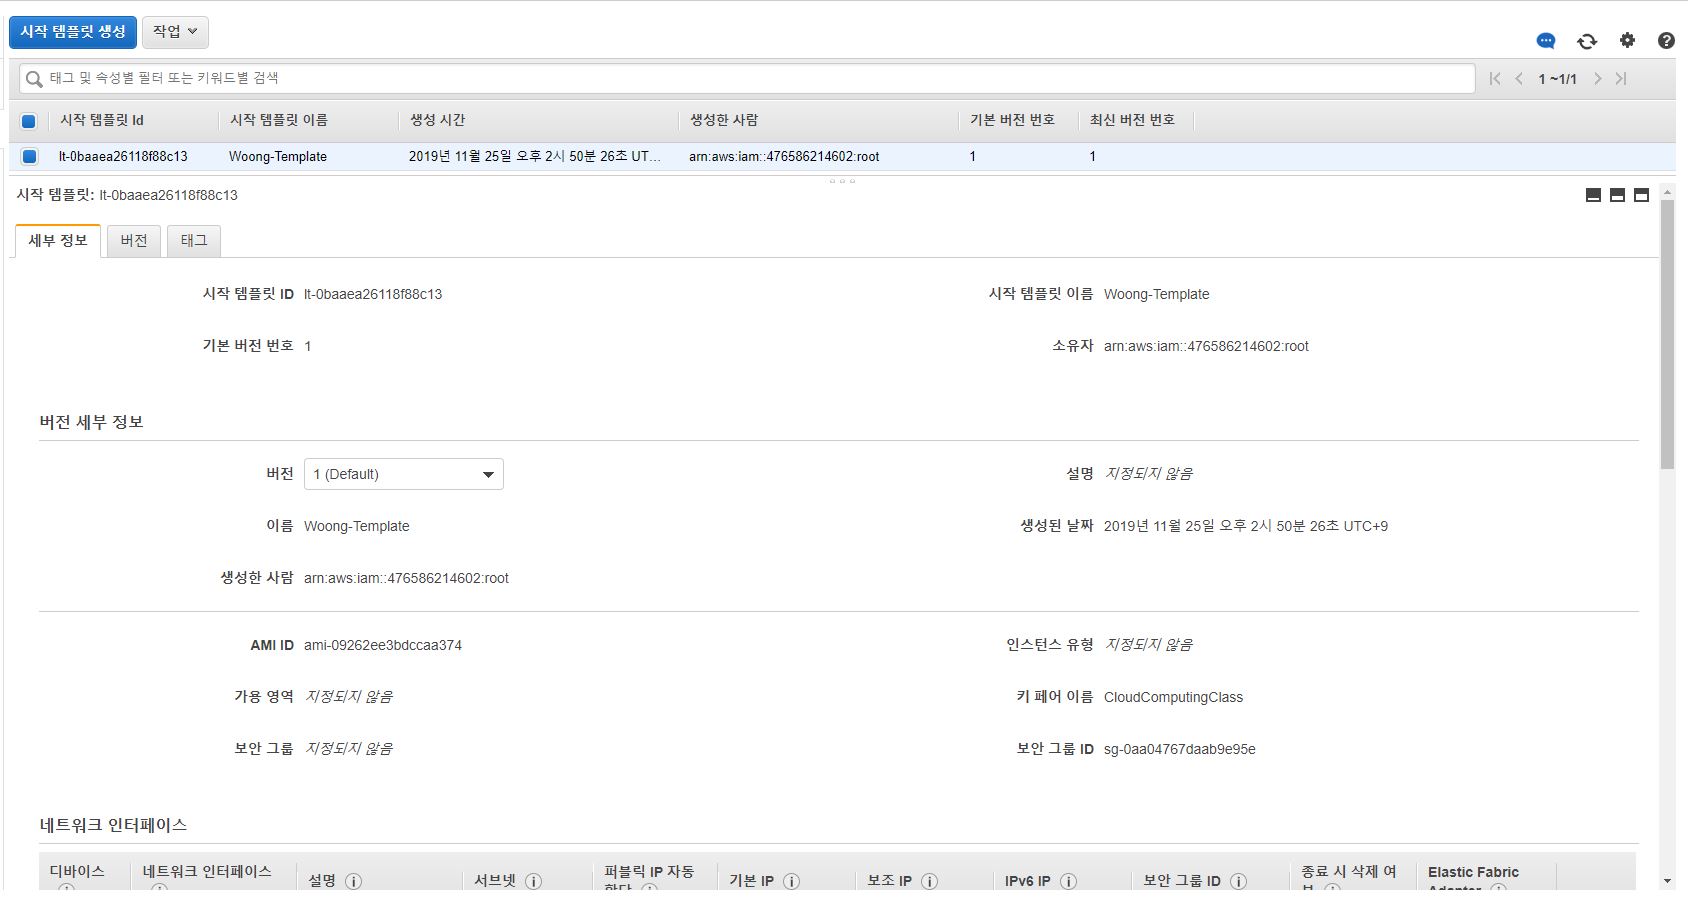 시작 템플릿 생성 작업
태그 및 속성별 필터 또는 키워드별 검색 1 ~1/1
시작 템플릿 Id 시작 템플릿 이름 생성 시간 생성한 사람 기본 버전 번호 최신 버전 번호
lt-0baaea26118f88c13 Woong-Template 2019년 11월 25일 오후 2시 50분 26초 UT... arn:aws:iam::476586214602:root 1 1
시작 템플릿: lt-0baaea26118f88c13
세부 정보 버전 태그
시작 템플릿 ID lt-0baaea26118f88c13 시작 템플릿 이름 Woong-Template
기본 버전 번호 1 소유자 arn:aws:iam::476586214602:root
버전 세부 정보
버전 1 (Default) 설명 지정되지 않음
이름 Woong-Template 생성된 날짜 2019년 11월 25일 오후 2시 50분 26초 UTC+9
생성한 사람 arn:aws:iam::476586214602:root
AMI ID ami-09262ee3bdccaa374 인스턴스 유형 지정되지 않음
가용 영역 지정되지 않음 키 페어 이름 CloudComputingClass
보안 그룹 지정되지 않음 보안 그룹 ID sg-0aa04767daab9e95e
네트워크 인터페이스
디바이스 네트워크 인터페이스 설명 서브넷 퍼블릭 IP 자동 기본 IP 보조 IP IPv6 IP 보안 그룹 ID 종료 시 삭제 여 Elastic Fabric